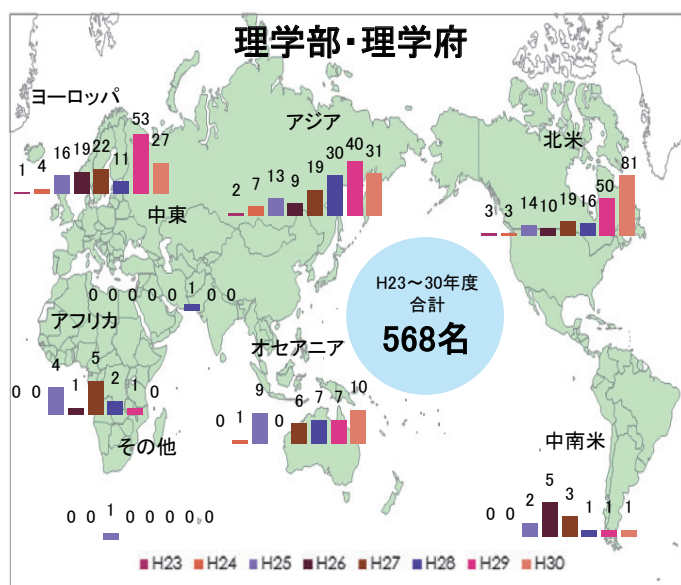 理学部・理学府
ヨーロッパ
1 4 16 19 22 11 53 27
アジア
2 7 13 9 19 30 40 31
北米
3 3 14 10 19 16 50 81
中東
0 0 0 0 0 1 0 0
H23～30年度
合計
568名
アフリカ
0 0 4 1 5 2 1 0
オセアニア
0 1 9 0 6 7 7 10
その他
0 0 1 0 0 0 0 0
中南米
0 0 2 5 3 1 1 1
H23 H24 H25 H26 H27 H28 H29 H30